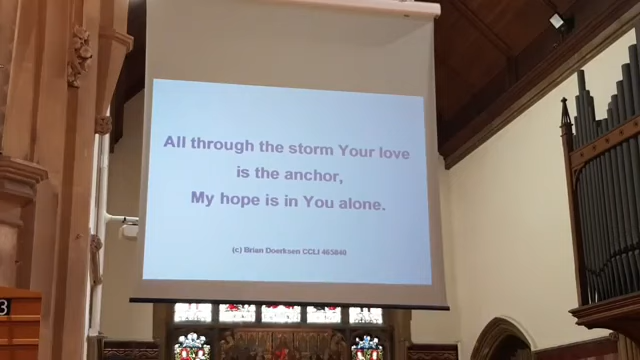 All through the storm Your love
is the anchor,
My hope is in You alone.
(c) Brian Doerksen CCLI 465840
3